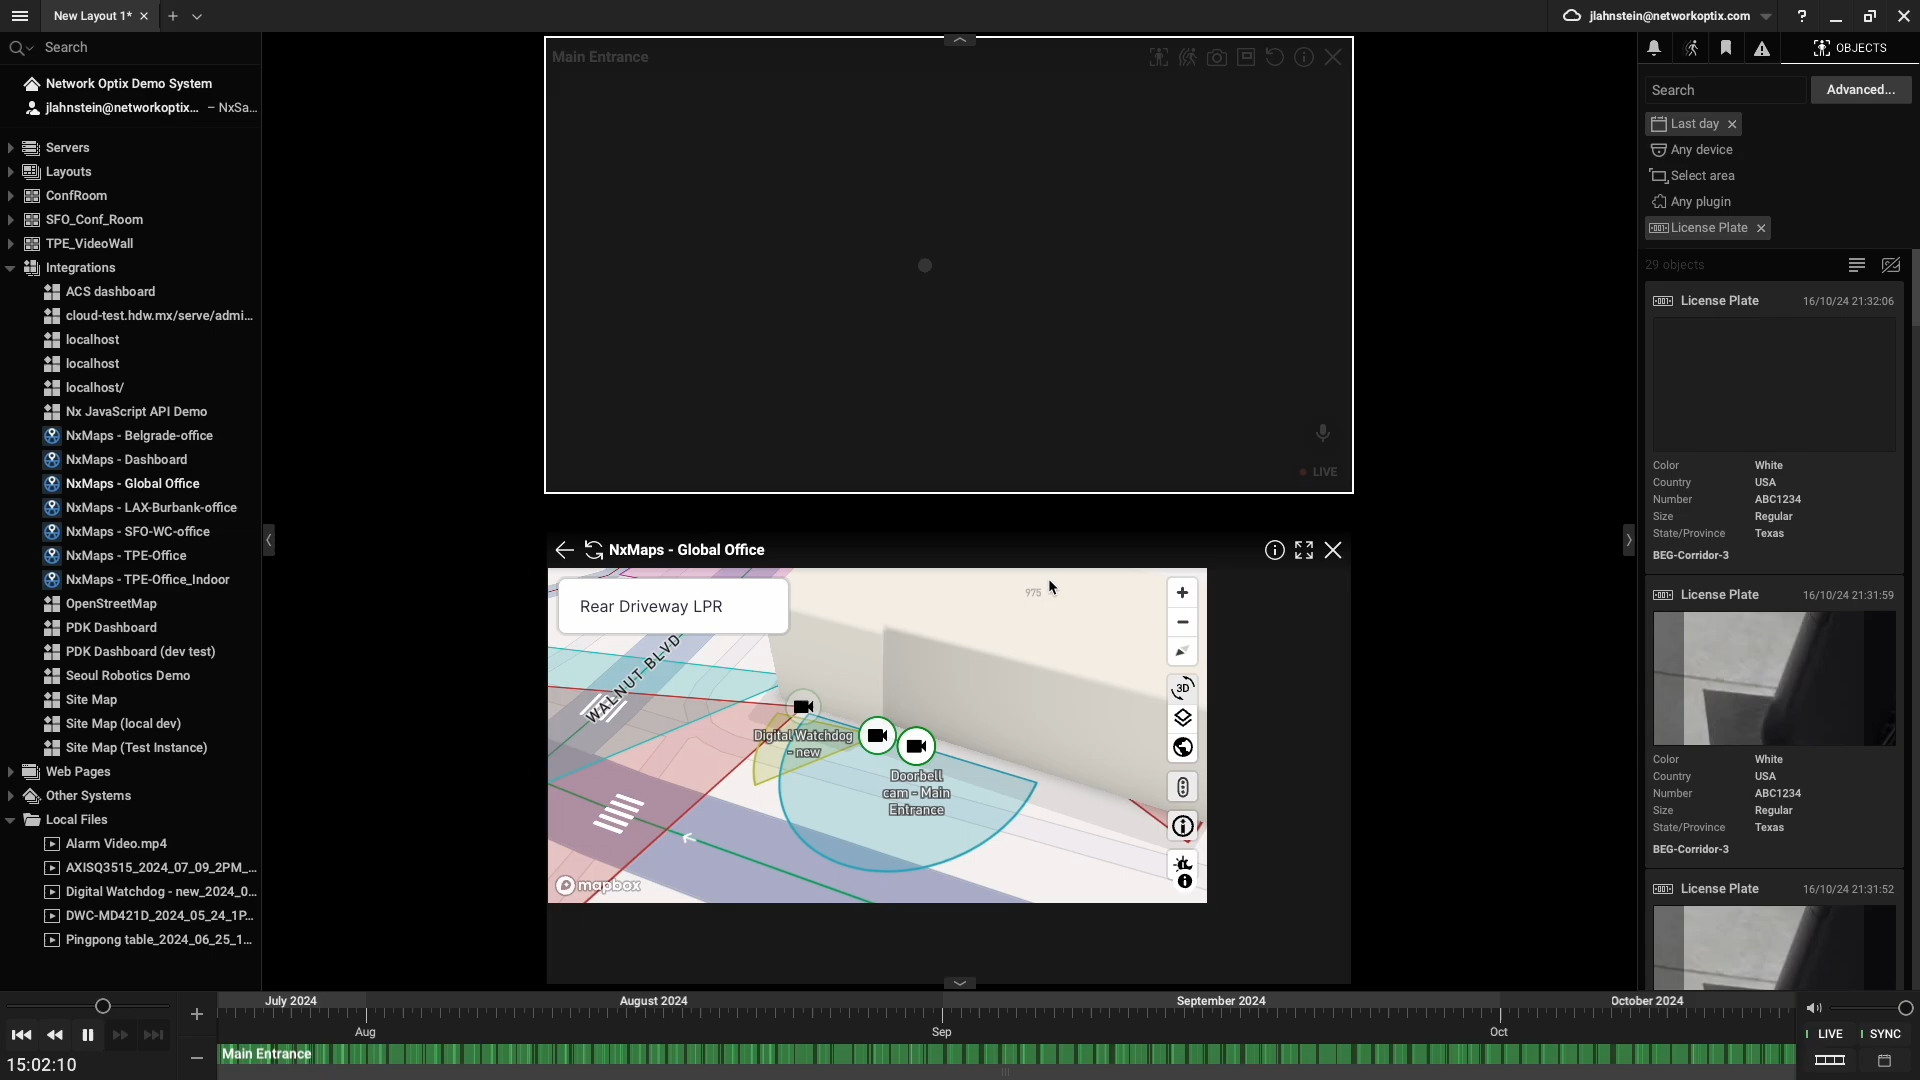 New Layout 1*
jlahnstein@networkoptix.com
?
Search
Network Optix Demo System
jlahnstein@networkoptix... – NxSa...
Servers
Layouts
ConfRoom
SFO_Conf_Room
TPE_VideoWall
Integrations
ACS dashboard
cloud-test.hdw.mx/serve/admi...
localhost
localhost
localhost/
Nx JavaScript API Demo
NxMaps - Belgrade-office
NxMaps - Dashboard
NxMaps - Global Office
NxMaps - LAX-Burbank-office
NxMaps - SFO-WC-office
NxMaps - TPE-Office
NxMaps - TPE-Office_Indoor
OpenStreetMap
PDK Dashboard
PDK Dashboard (dev test)
Seoul Robotics Demo
Site Map
Site Map (local dev)
Site Map (Test Instance)
Web Pages
Other Systems
Local Files
Alarm Video.mp4
AXISQ3515_2024_07_09_2PM_...
Digital Watchdog - new_2024_0...
DWC-MD421D_2024_05_24_1P...
Pingpong table_2024_06_25_1...
Main Entrance
LIVE
NxMaps - Global Office
Rear Driveway LPR
975
WALNUT BLVD
3D
Digital Watchdog
- new
Doorbell
cam - Main
Entrance
mapbox
OBJECTS
Search
Advanced...
Last day
Any device
Select area
Any plugin
License Plate
29 objects
License Plate 16/10/24 21:32:06
Color White
Country USA
Number ABC1234
Size Regular
State/Province Texas
BEG-Corridor-3
License Plate 16/10/24 21:31:59
Color White
Country USA
Number ABC1234
Size Regular
State/Province Texas
BEG-Corridor-3
License Plate 16/10/24 21:31:52
July 2024 August 2024 September 2024 October 2024
Aug Sep Oct
Main Entrance
15:02:10
LIVE SYNC